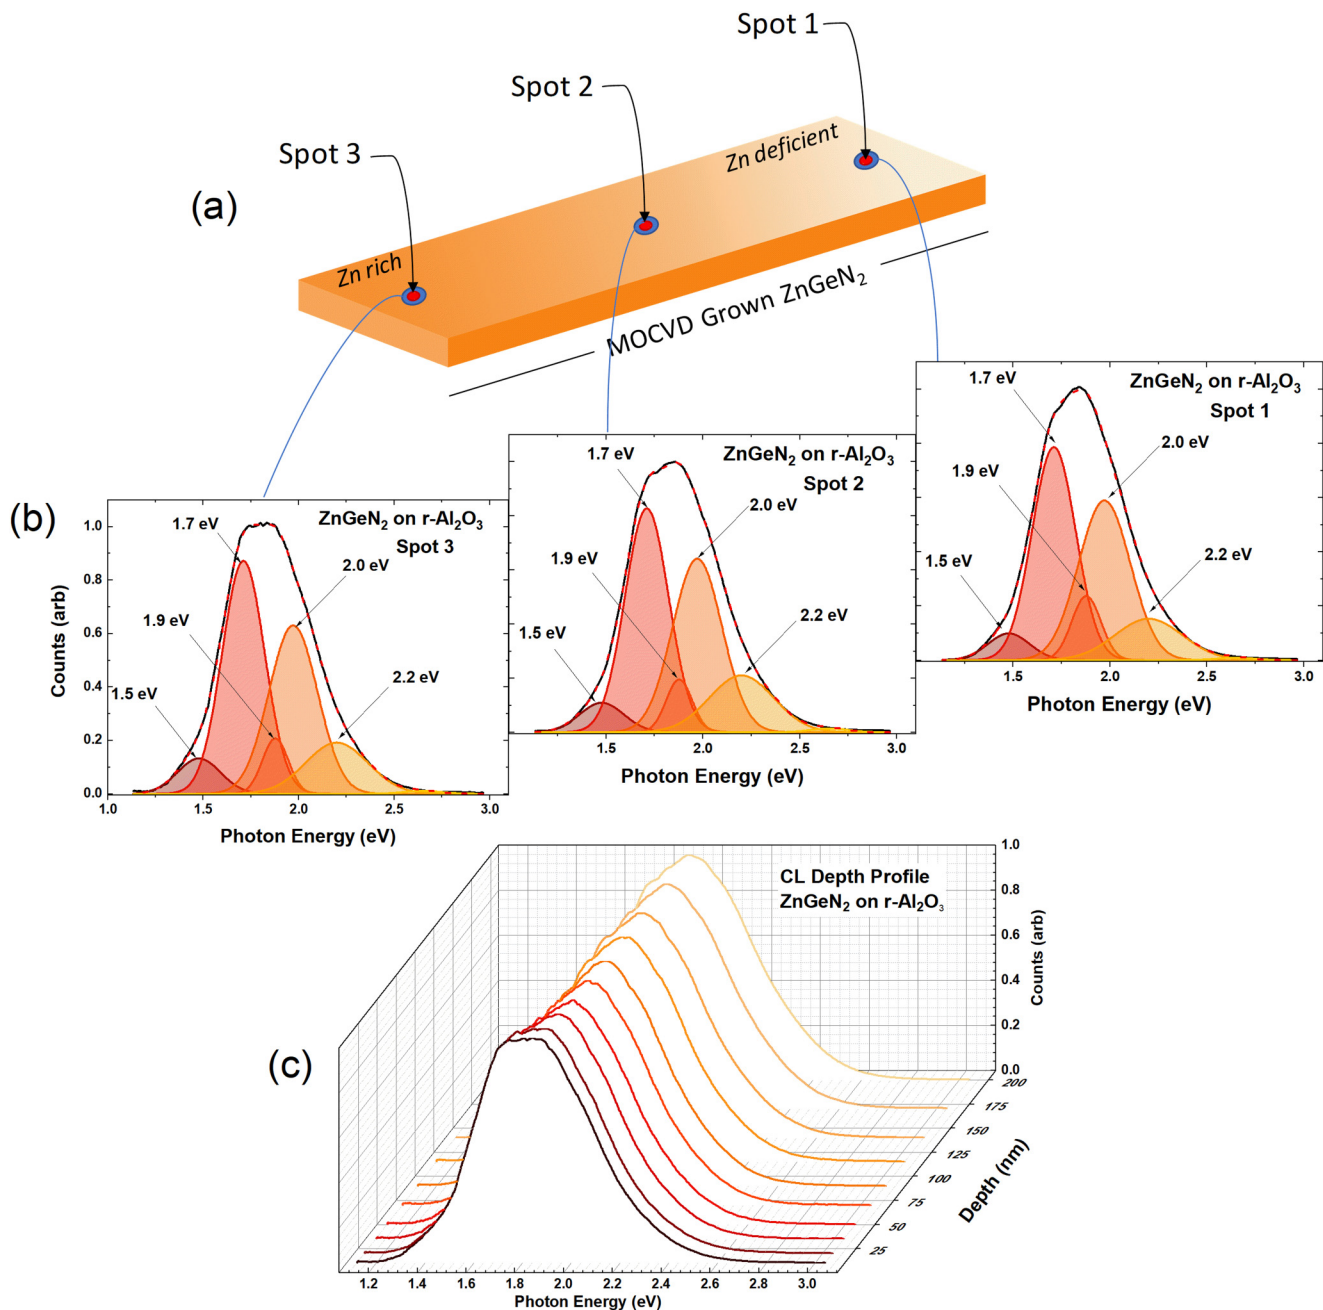 Spot 1
Spot 2
Spot 3
(a)
Zn deficient
Zn rich
MOCVD Grown ZnGeN₂
ZnGeN₂ on r-Al₂O₃
Spot 1
1.7 eV
2.0 eV
1.9 eV
1.5 eV
2.2 eV
1.5 2.0 2.5 3.0
Photon Energy (eV)
ZnGeN₂ on r-Al₂O₃
Spot 2
1.7 eV
2.0 eV
1.9 eV
1.5 eV
2.2 eV
1.5 2.0 2.5 3.0
Photon Energy (eV)
(b)
ZnGeN₂ on r-Al₂O₃
Spot 3
1.7 eV
2.0 eV
1.9 eV
1.5 eV
2.2 eV
Counts (arb)
1.0
0.8
0.6
0.4
0.2
0.0
1.0 1.5 2.0 2.5 3.0
Photon Energy (eV)
(c)
CL Depth Profile
ZnGeN₂ on r-Al₂O₃
1.0
0.8
0.6
0.4
0.2
0.0
Counts (arb)
200
175
150
125
100
75
50
25
Depth (nm)
1.2 1.4 1.6 1.8 2.0 2.2 2.4 2.6 2.8 3.0
Photon Energy (eV)